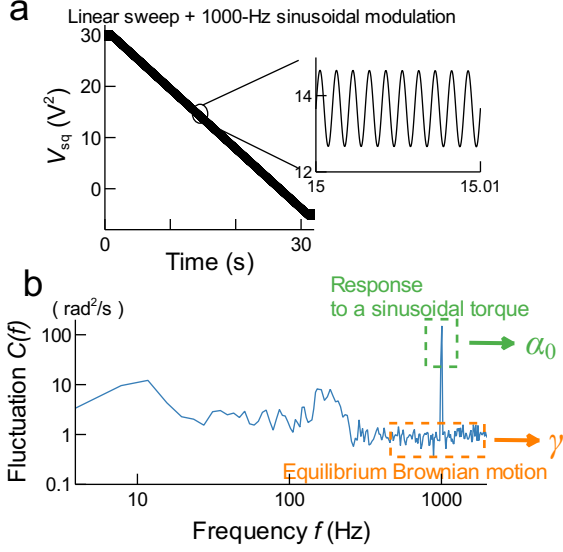 a
Linear sweep + 1000-Hz sinusoidal modulation
30
20
10
0
V_sq (V²)
0
30
Time (s)
14
12
15
15.01
b
( rad²/s )
Response
to a sinusoidal torque
α₀
100
10
1
0.1
Fluctuation C(f)
γ
Equilibrium Brownian motion
10
100
1000
Frequency f (Hz)